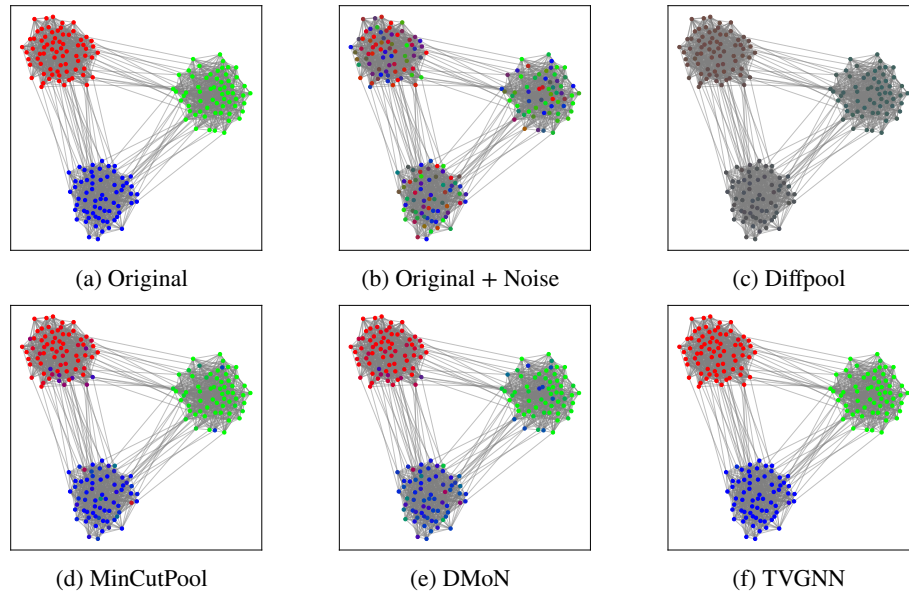 (a) Original
(b) Original + Noise
(c) Diffpool
(d) MinCutPool
(e) DMoN
(f) TVGNN